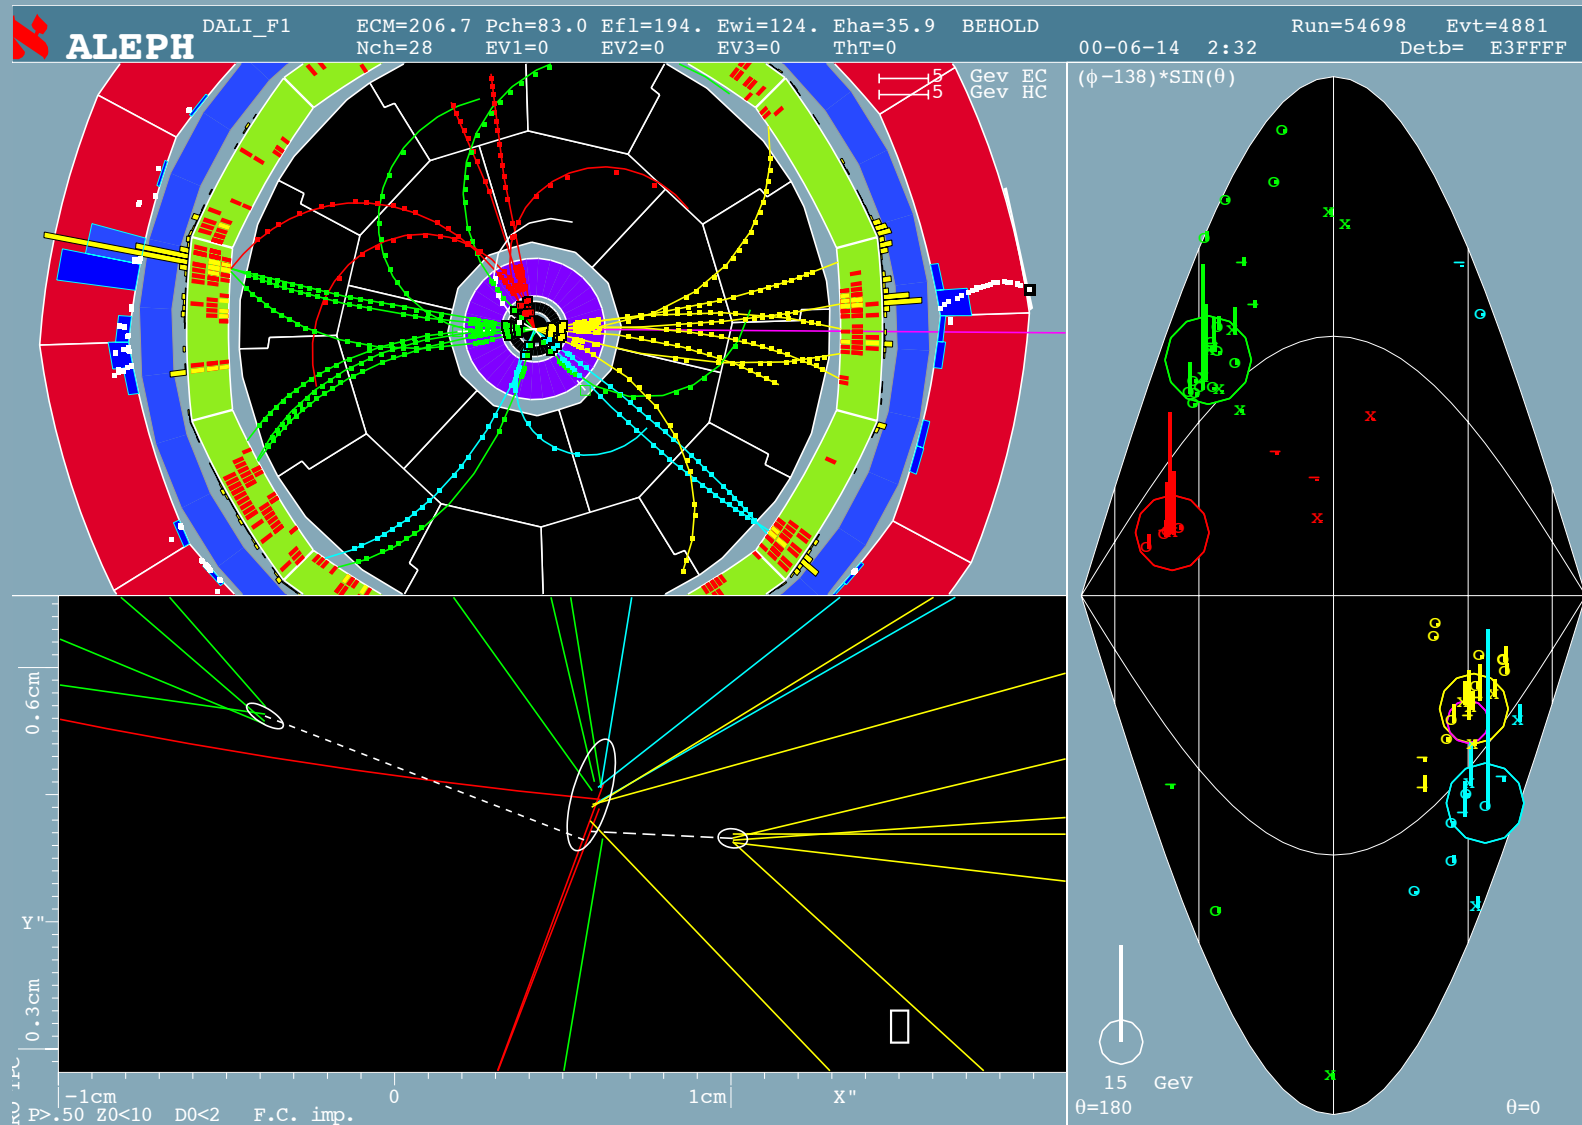 ALEPH DALI_F1 ECM=206.7 Pch=83.0 Efl=194. Ewi=124. Eha=35.9 BEHOLD Run=54698 Evt=4881
Nch=28 EV1=0 EV2=0 EV3=0 ThT=0 00-06-14 2:32 Detb= E3FFFF
5 Gev EC
5 Gev HC
(ϕ−138)*SIN(θ)
0.6cm
Y"
0.3cm
−1cm 0 1cm X"
P>.50 Z0<10 D0<2 F.C. imp.
15 GeV
θ=180 θ=0